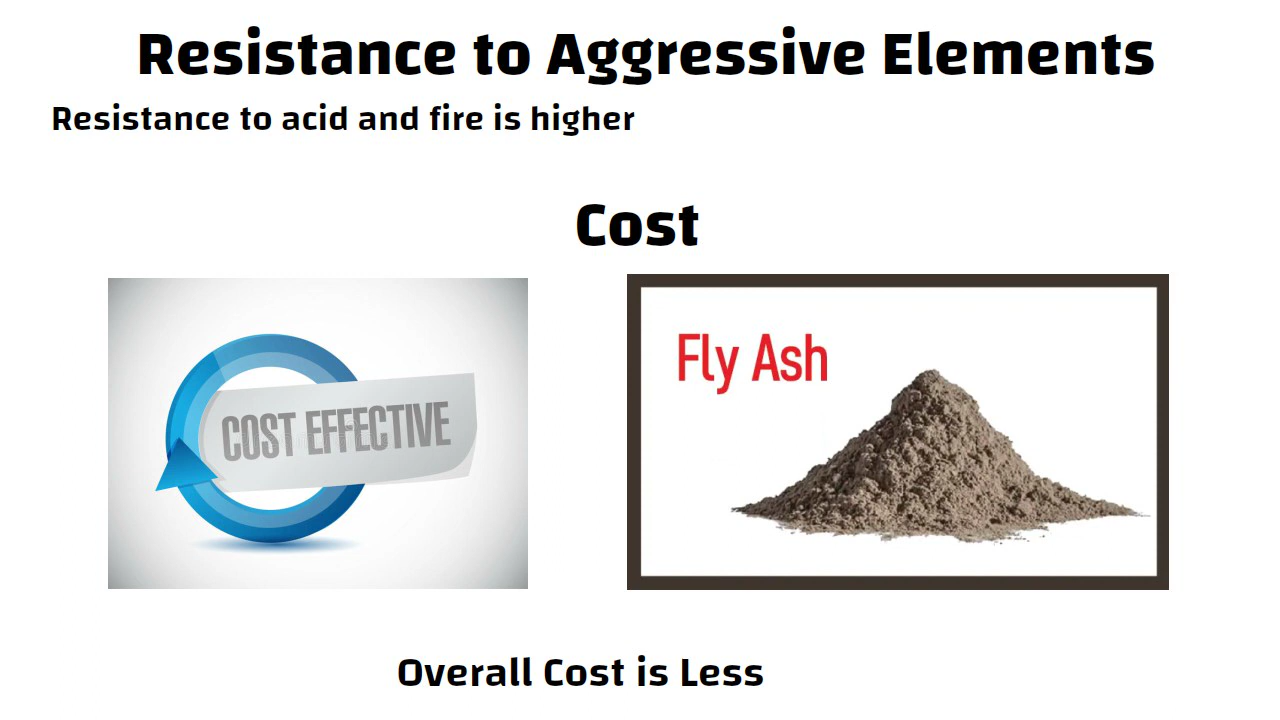 Resistance to Aggressive Elements
Resistance to acid and fire is higher
Cost
COST EFFECTIVE
Fly Ash
Overall Cost is Less